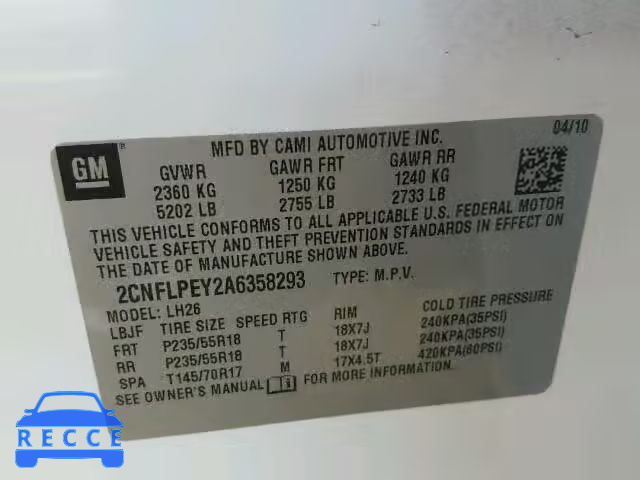 04/10
GM ®
MFD BY CAMI AUTOMOTIVE INC.
GVWR GAWR FRT GAWR RR
2360 KG 1250 KG 1240 KG
5202 LB 2755 LB 2733 LB
THIS VEHICLE CONFORMS TO ALL APPLICABLE U.S. FEDERAL MOTOR
VEHICLE SAFETY AND THEFT PREVENTION STANDARDS IN EFFECT ON
THE DATE OF MANUFACTURE SHOWN ABOVE.
2CNFLPEY2A6358293 TYPE: M.P.V.
MODEL: LH26
LBJF TIRE SIZE SPEED RTG RIM COLD TIRE PRESSURE
FRT P235/55R18 T 18X7J 240KPA(35PSI)
RR P235/55R18 T 18X7J 240KPA(35PSI)
SPA T145/70R17 M 17X4.5T 420KPA(60PSI)
SEE OWNER'S MANUAL i FOR MORE INFORMATION.
RECCE